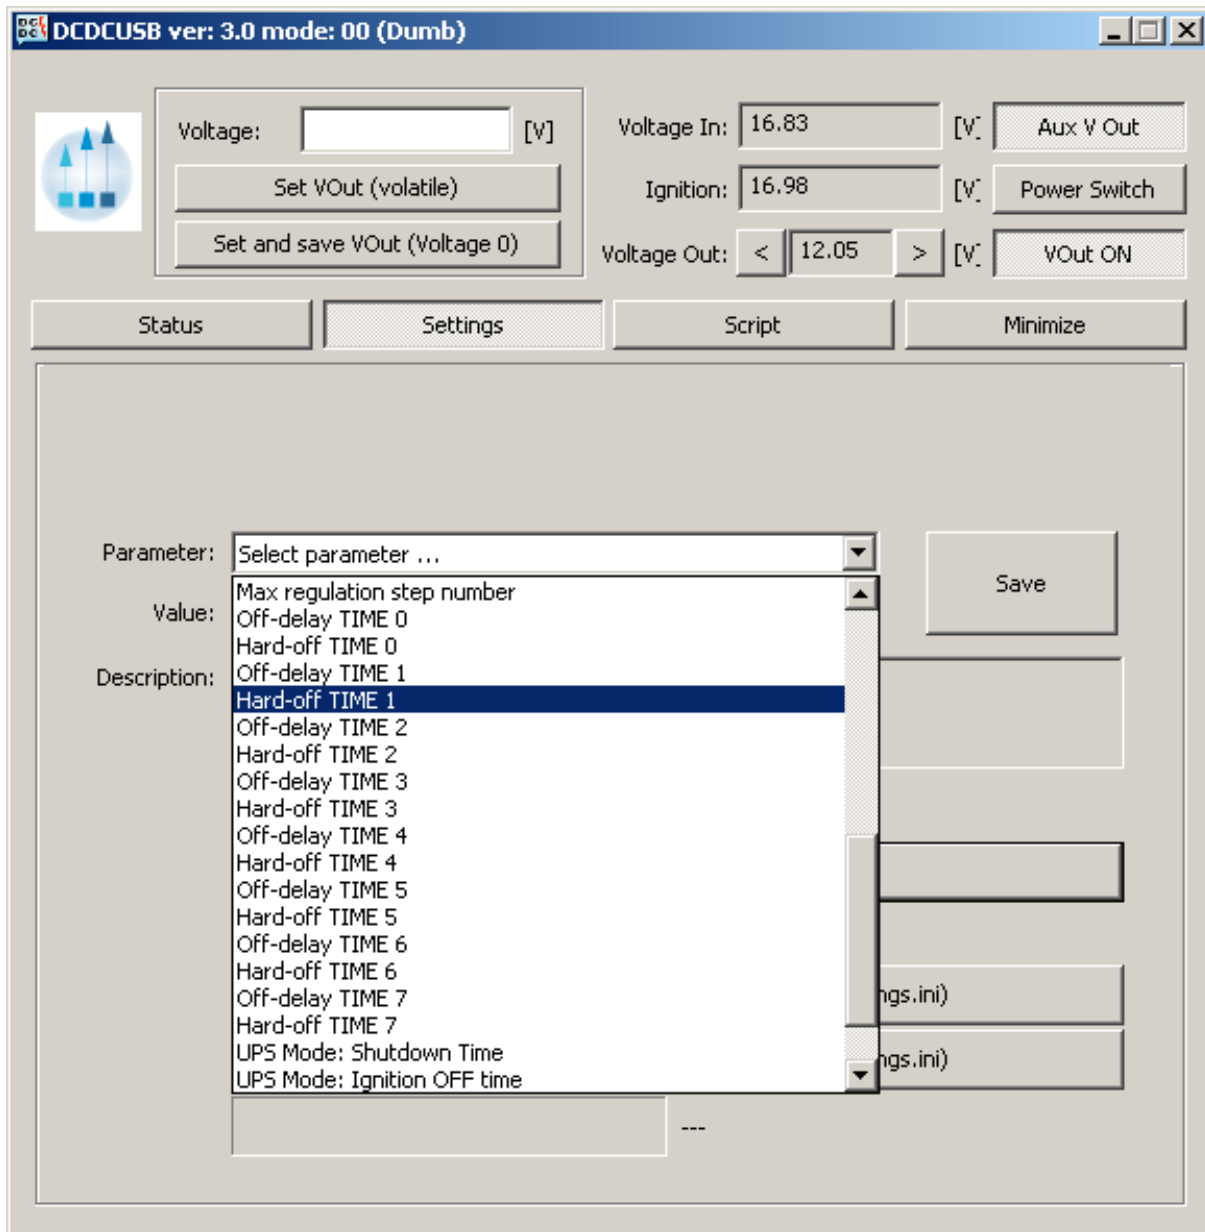 DCDCUSB ver: 3.0 mode: 00 (Dumb)
Voltage: [V]
Set VOut (volatile)
Set and save VOut (Voltage 0)
Voltage In: 16.83 [V] Aux V Out
Ignition: 16.98 [V] Power Switch
Voltage Out: < 12.05 > [V] VOut ON
Status Settings Script Minimize
Parameter: Select parameter ...
Save
Value:
Description:
Max regulation step number
Off-delay TIME 0
Hard-off TIME 0
Off-delay TIME 1
Hard-off TIME 1
Off-delay TIME 2
Hard-off TIME 2
Off-delay TIME 3
Hard-off TIME 3
Off-delay TIME 4
Hard-off TIME 4
Off-delay TIME 5
Hard-off TIME 5
Off-delay TIME 6
Hard-off TIME 6
Off-delay TIME 7
Hard-off TIME 7
UPS Mode: Shutdown Time
UPS Mode: Ignition OFF time
ngs.ini)
ngs.ini)
---